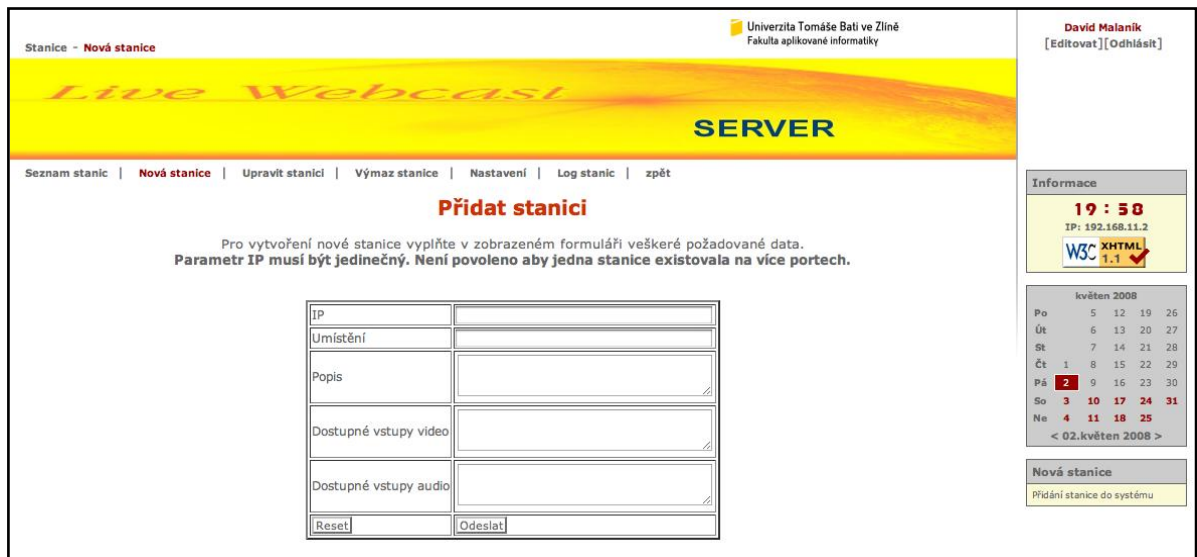 Stanice - Nová stanice
Univerzita Tomáše Bati ve Zlíně
Fakulta aplikované informatiky
Live Webcast
SERVER
Seznam stanic | Nová stanice | Upravit stanici | Výmaz stanice | Nastavení | Log stanic | zpět
Přidat stanici
Pro vytvoření nové stanice vyplňte v zobrazeném formuláři veškeré požadované data.
Parametr IP musí být jedinečný. Není povoleno aby jedna stanice existovala na více portech.
IP
Umístění
Popis
Dostupné vstupy video
Dostupné vstupy audio
Reset Odeslat
David Malaník
[Editovat][Odhlásit]
Informace
19:58
IP: 192.168.11.2
W3C XHTML 1.1
květen 2008
Po 5 12 19 26
Út 6 13 20 27
St 7 14 21 28
Čt 1 8 15 22 29
Pá 2 9 16 23 30
So 3 10 17 24 31
Ne 4 11 18 25
< 02.květen 2008 >
Nová stanice
Přidání stanice do systému